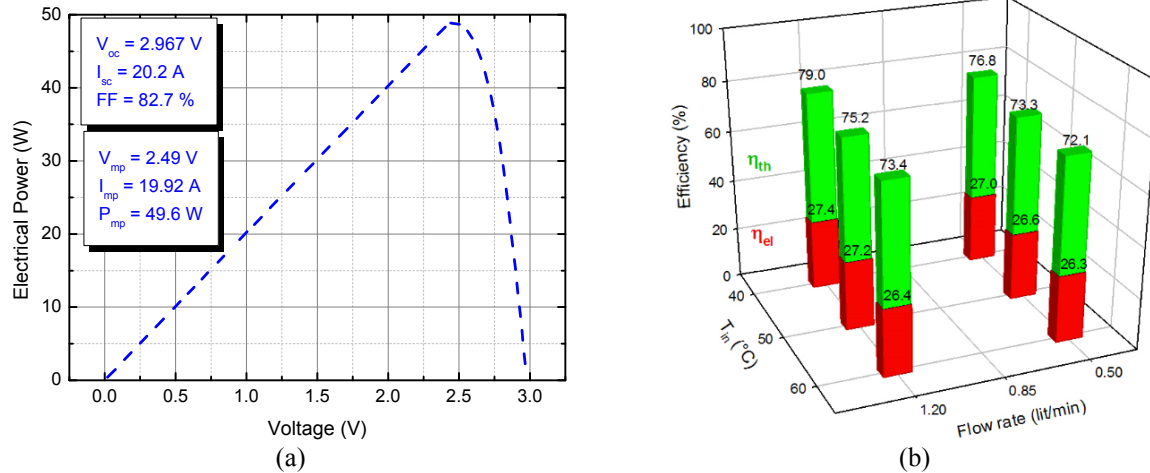 V_oc = 2.967 V
I_sc = 20.2 A
FF = 82.7 %
V_mp = 2.49 V
I_mp = 19.92 A
P_mp = 49.6 W
Electrical Power (W)
50
40
30
20
10
0
0.0 0.5 1.0 1.5 2.0 2.5 3.0
Voltage (V)
(a)
Efficiency (%)
100
80
60
40
20
0
79.0
75.2
73.4
76.8
73.3
72.1
η_th
27.4
27.2
26.4
27.0
26.6
26.3
η_el
40
50
60
T_in (°C)
1.20
0.85
0.50
Flow rate (lit/min)
(b)